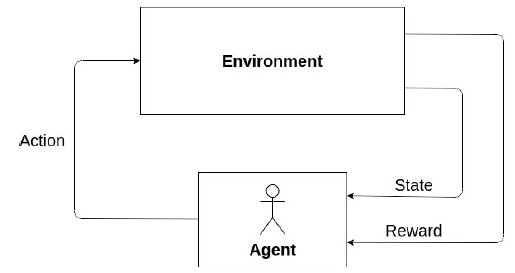 Environment
Action
State
Reward
Agent